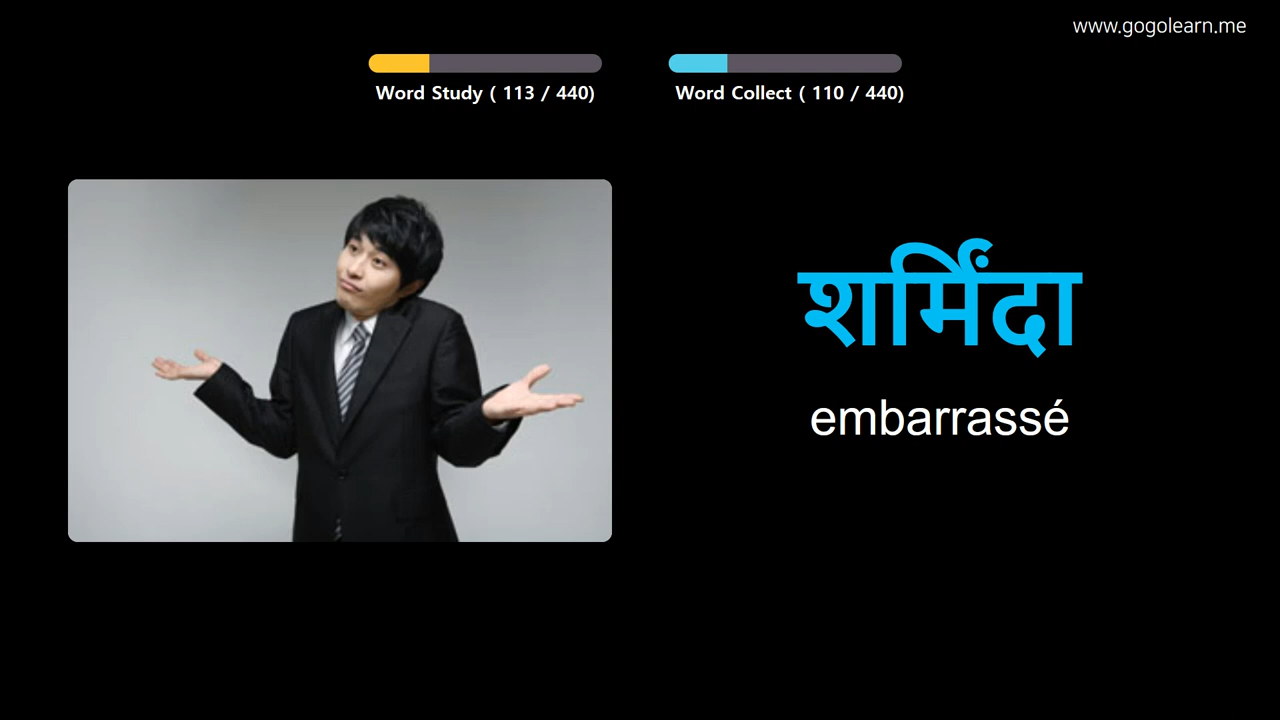 www.gogolearn.me
Word Study ( 113 / 440)
Word Collect ( 110 / 440)
शर्मिंदा
embarrassé